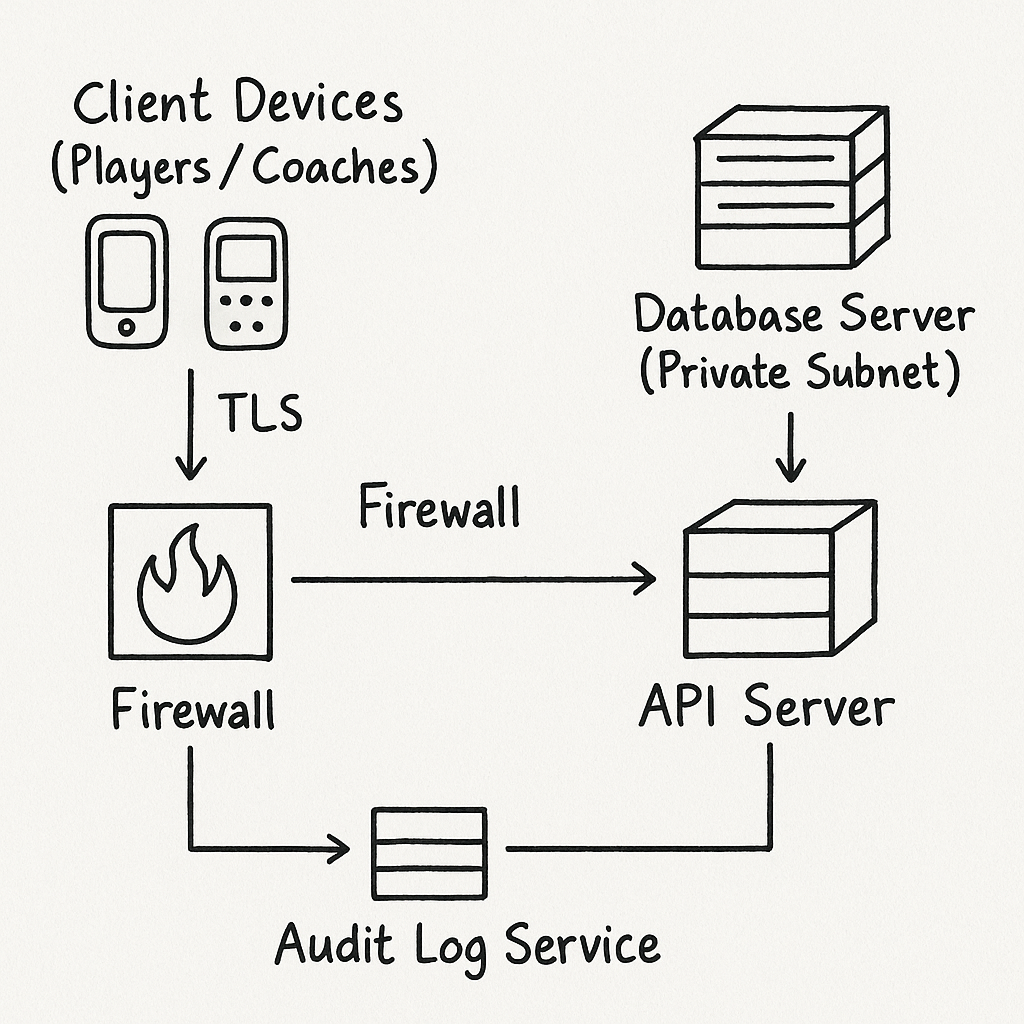 Client Devices
(Players / Coaches)
TLS
Database Server
(Private Subnet)
Firewall
Firewall
API Server
Audit Log Service